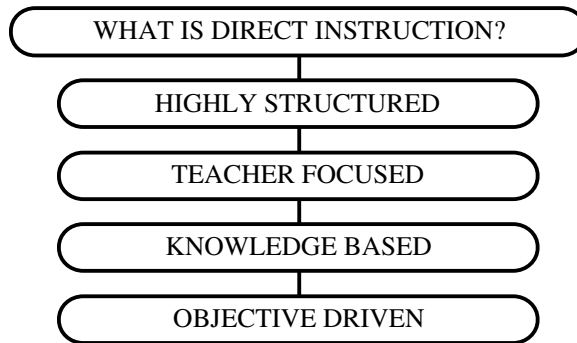 WHAT IS DIRECT INSTRUCTION?
HIGHLY STRUCTURED
TEACHER FOCUSED
KNOWLEDGE BASED
OBJECTIVE DRIVEN